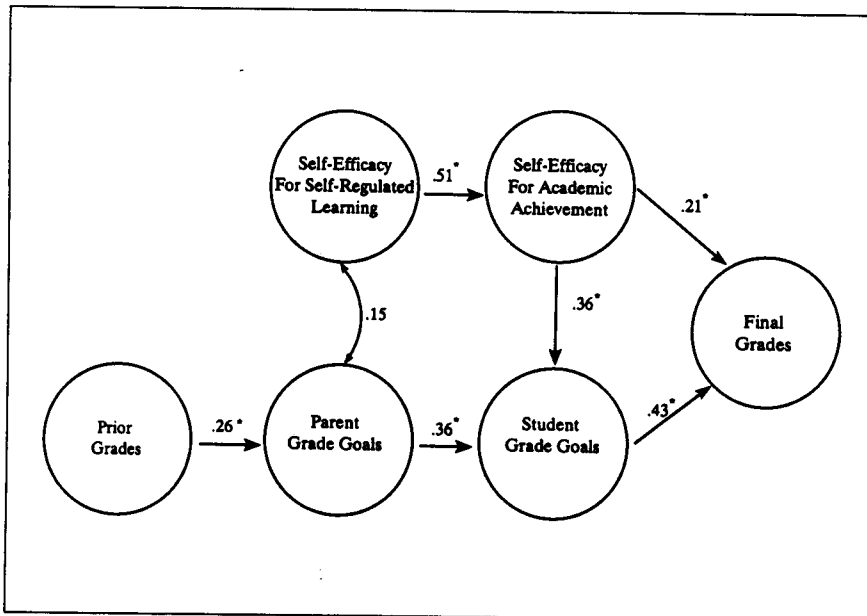 Self-Efficacy
For Self-Regulated
Learning
.51*
Self-Efficacy
For Academic
Achievement
.21*
.15
.36*
Final
Grades
Prior
Grades
.26*
Parent
Grade Goals
.36*
Student
Grade Goals
.43*